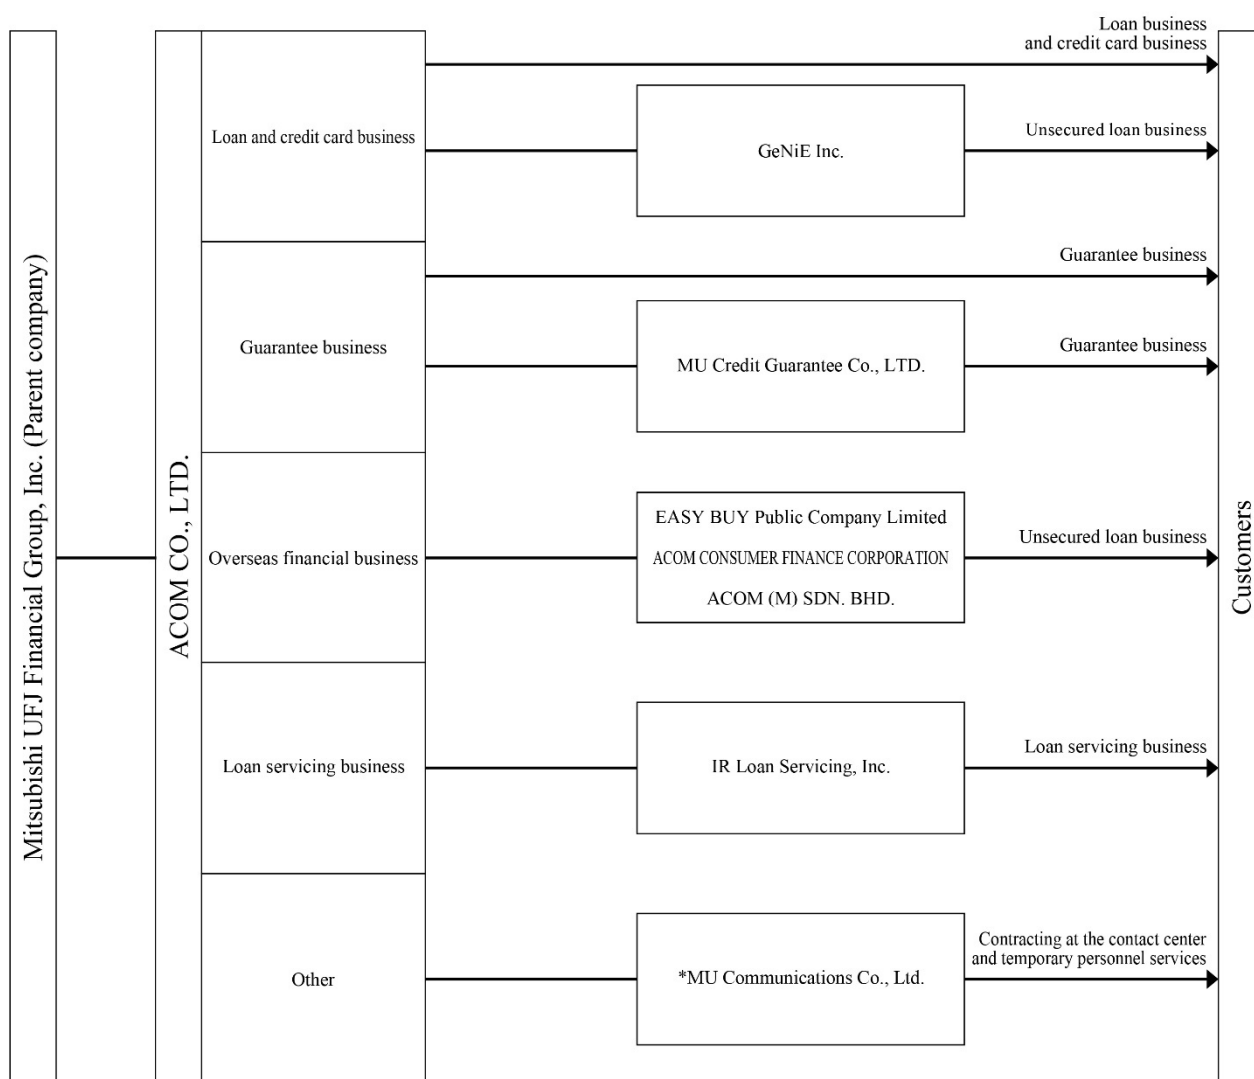 Mitsubishi UFJ Financial Group, Inc. (Parent company)
ACOM CO., LTD.
Loan and credit card business
Loan business
and credit card business
GeNiE Inc.
Unsecured loan business
Guarantee business
Guarantee business
MU Credit Guarantee Co., LTD.
Guarantee business
Overseas financial business
EASY BUY Public Company Limited
ACOM CONSUMER FINANCE CORPORATION
ACOM (M) SDN. BHD.
Unsecured loan business
Loan servicing business
IR Loan Servicing, Inc.
Loan servicing business
Other
*MU Communications Co., Ltd.
Contracting at the contact center
and temporary personnel services
Customers